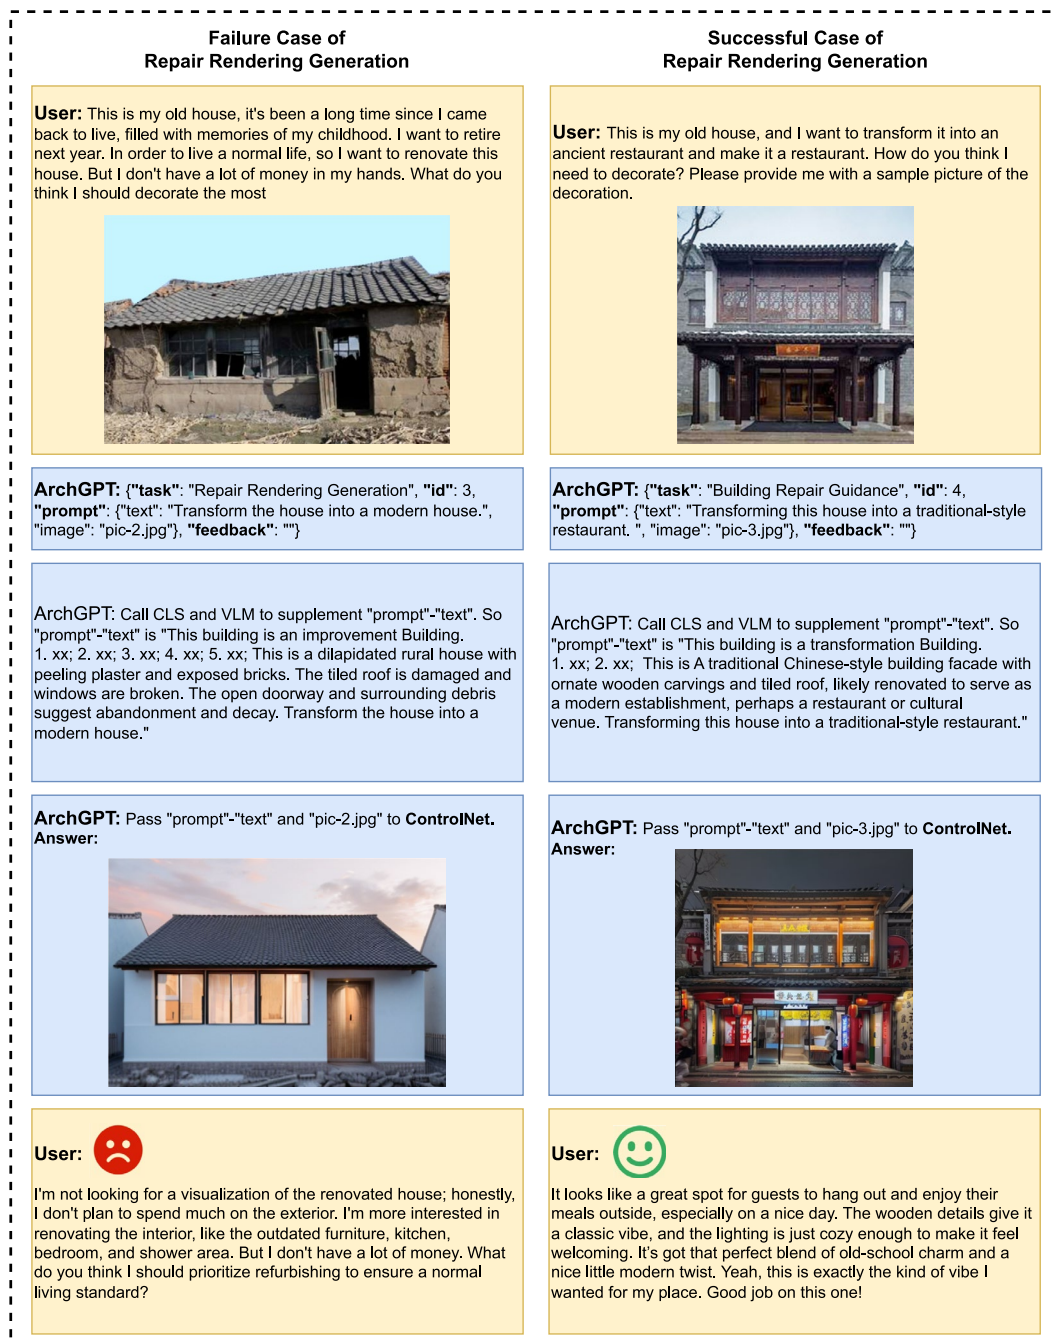 Failure Case of
Repair Rendering Generation
User: This is my old house, it's been a long time since I came
back to live, filled with memories of my childhood. I want to retire
next year. In order to live a normal life, so I want to renovate this
house. But I don't have a lot of money in my hands. What do you
think I should decorate the most
ArchGPT: {"task": "Repair Rendering Generation", "id": 3,
"prompt": {"text": "Transform the house into a modern house.",
"image": "pic-2.jpg"}, "feedback": ""}
ArchGPT: Call CLS and VLM to supplement "prompt"-"text". So
"prompt"-"text" is "This building is an improvement Building.
1. xx; 2. xx; 3. xx; 4. xx; 5. xx; This is a dilapidated rural house with
peeling plaster and exposed bricks. The tiled roof is damaged and
windows are broken. The open doorway and surrounding debris
suggest abandonment and decay. Transform the house into a
modern house."
ArchGPT: Pass "prompt"-"text" and "pic-2.jpg" to ControlNet.
Answer:
User:
I'm not looking for a visualization of the renovated house; honestly,
I don't plan to spend much on the exterior. I'm more interested in
renovating the interior, like the outdated furniture, kitchen,
bedroom, and shower area. But I don't have a lot of money. What
do you think I should prioritize refurbishing to ensure a normal
living standard?
Successful Case of
Repair Rendering Generation
User: This is my old house, and I want to transform it into an
ancient restaurant and make it a restaurant. How do you think I
need to decorate? Please provide me with a sample picture of the
decoration.
ArchGPT: {"task": "Building Repair Guidance", "id": 4,
"prompt": {"text": "Transforming this house into a traditional-style
restaurant. ", "image": "pic-3.jpg"}, "feedback": ""}
ArchGPT: Call CLS and VLM to supplement "prompt"-"text". So
"prompt"-"text" is "This building is a transformation Building.
1. xx; 2. xx;  This is A traditional Chinese-style building facade with
ornate wooden carvings and tiled roof, likely renovated to serve as
a modern establishment, perhaps a restaurant or cultural
venue. Transforming this house into a traditional-style restaurant."
ArchGPT: Pass "prompt"-"text" and "pic-3.jpg" to ControlNet.
Answer:
User:
It looks like a great spot for guests to hang out and enjoy their
meals outside, especially on a nice day. The wooden details give it
a classic vibe, and the lighting is just cozy enough to make it feel
welcoming. It's got that perfect blend of old-school charm and a
nice little modern twist. Yeah, this is exactly the kind of vibe I
wanted for my place. Good job on this one!